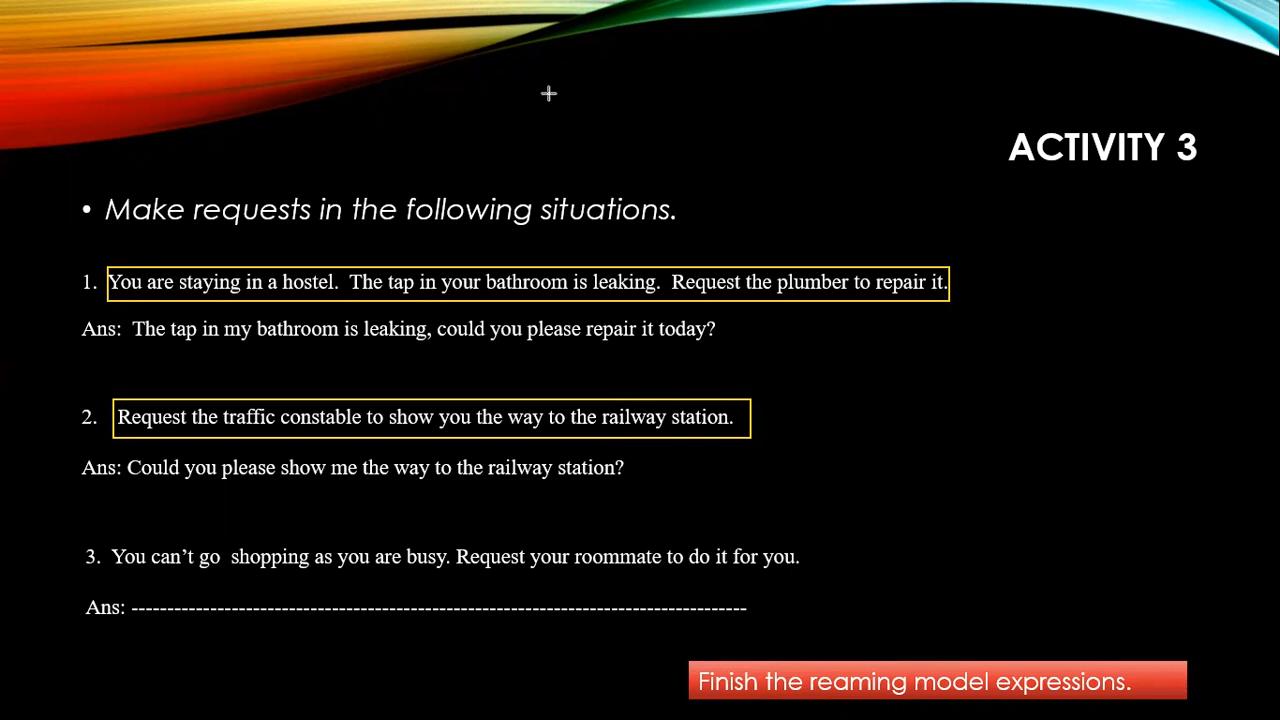 ACTIVITY 3
• Make requests in the following situations.
1. You are staying in a hostel. The tap in your bathroom is leaking. Request the plumber to repair it.
Ans: The tap in my bathroom is leaking, could you please repair it today?
2. Request the traffic constable to show you the way to the railway station.
Ans: Could you please show me the way to the railway station?
3. You can’t go shopping as you are busy. Request your roommate to do it for you.
Ans: --------------------------------------------------------------------------------------
Finish the reaming model expressions.